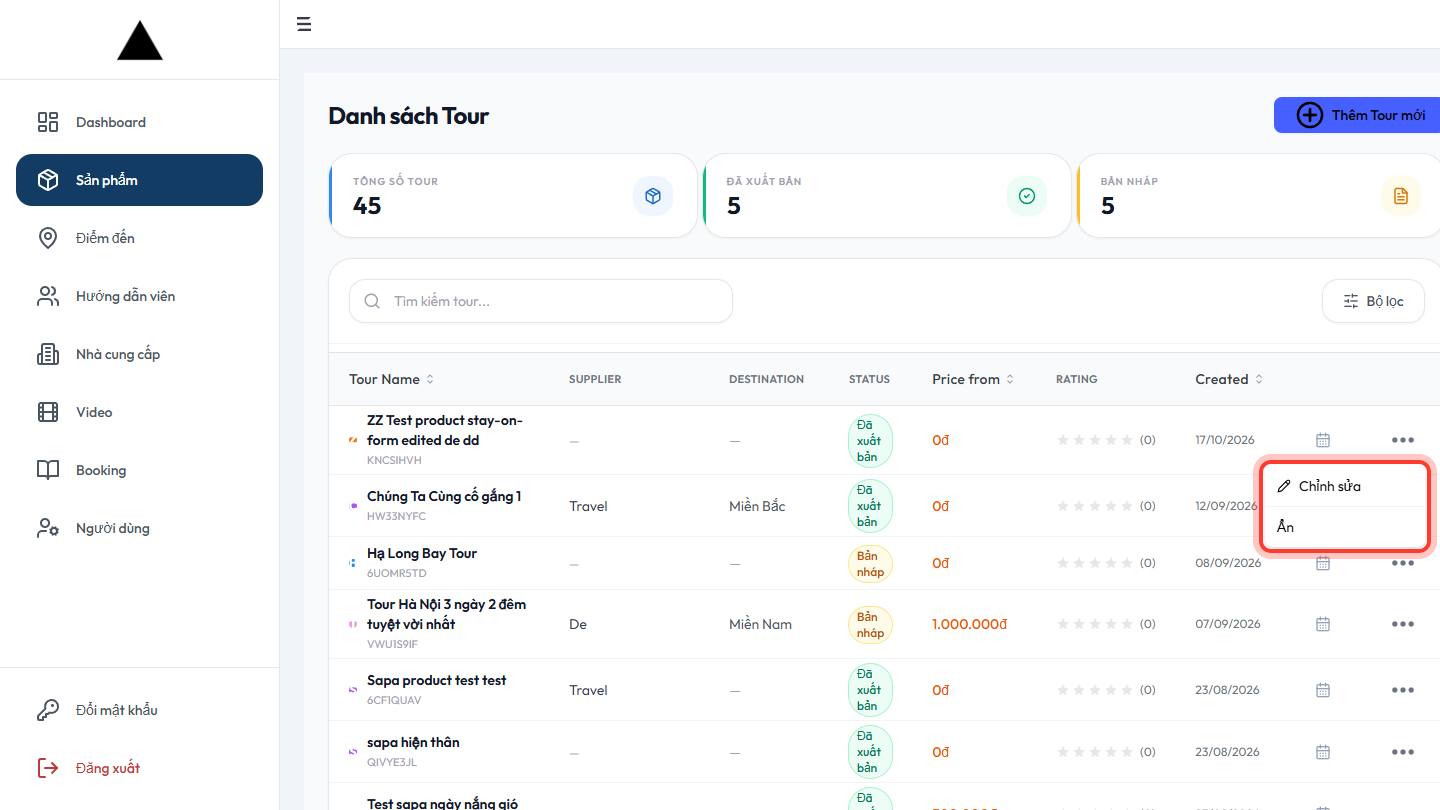 Dashboard
Sản phẩm
Điểm đến
Hướng dẫn viên
Nhà cung cấp
Video
Booking
Người dùng
Đổi mật khẩu
Đăng xuất
Danh sách Tour
Thêm Tour mới
TỔNG SỐ TOUR
45
ĐÃ XUẤT BẢN
5
BẢN NHÁP
5
Tìm kiếm tour...
Bộ lọc
Tour Name SUPPLIER DESTINATION STATUS Price from RATING Created
ZZ Test product stay-on-
form edited de dd
KNCSIHVH
— — Đã
xuất
bản
0đ (0) 17/10/2026
Chỉnh sửa
Ẩn
Chúng Ta Cùng cố gắng 1
HW33NYFC
Travel Miền Bắc Đã
xuất
bản
0đ (0) 12/09/2026
Hạ Long Bay Tour
6UOMR5TD
— — Bản
nháp
0đ (0) 08/09/2026
Tour Hà Nội 3 ngày 2 đêm
tuyệt vời nhất
VWU1S9IF
De Miền Nam Bản
nháp
1.000.000đ (0) 07/09/2026
Sapa product test test
6CF1QUAV
Travel — Đã
xuất
bản
0đ (0) 23/08/2026
sapa hiện thân
QIVYE3JL
— — Đã
xuất
bản
0đ (0) 23/08/2026
Test sapa ngày nắng gió
Đã